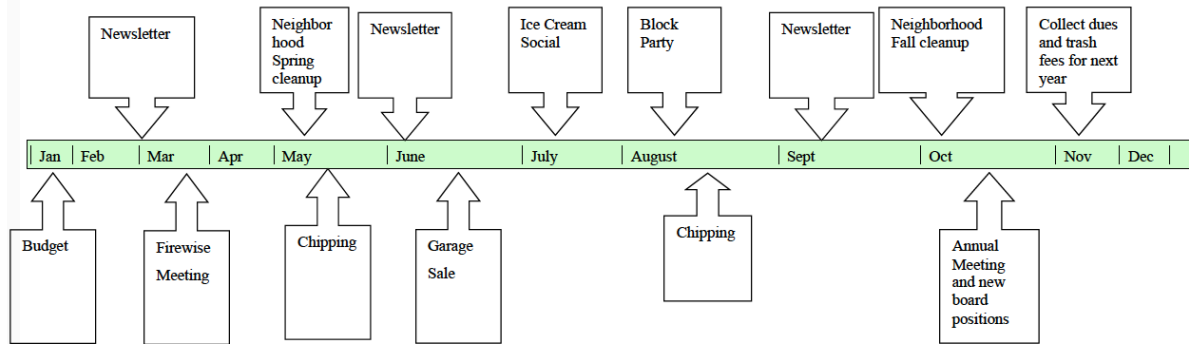 Newsletter
Neighbor
hood
Spring
cleanup
Newsletter
Ice Cream
Social
Block
Party
Newsletter
Neighborhood
Fall cleanup
Collect dues
and trash
fees for next
year
Jan Feb Mar Apr May June July August Sept Oct Nov Dec
Budget
Firewise
Meeting
Chipping
Garage
Sale
Chipping
Annual
Meeting
and new
board
positions